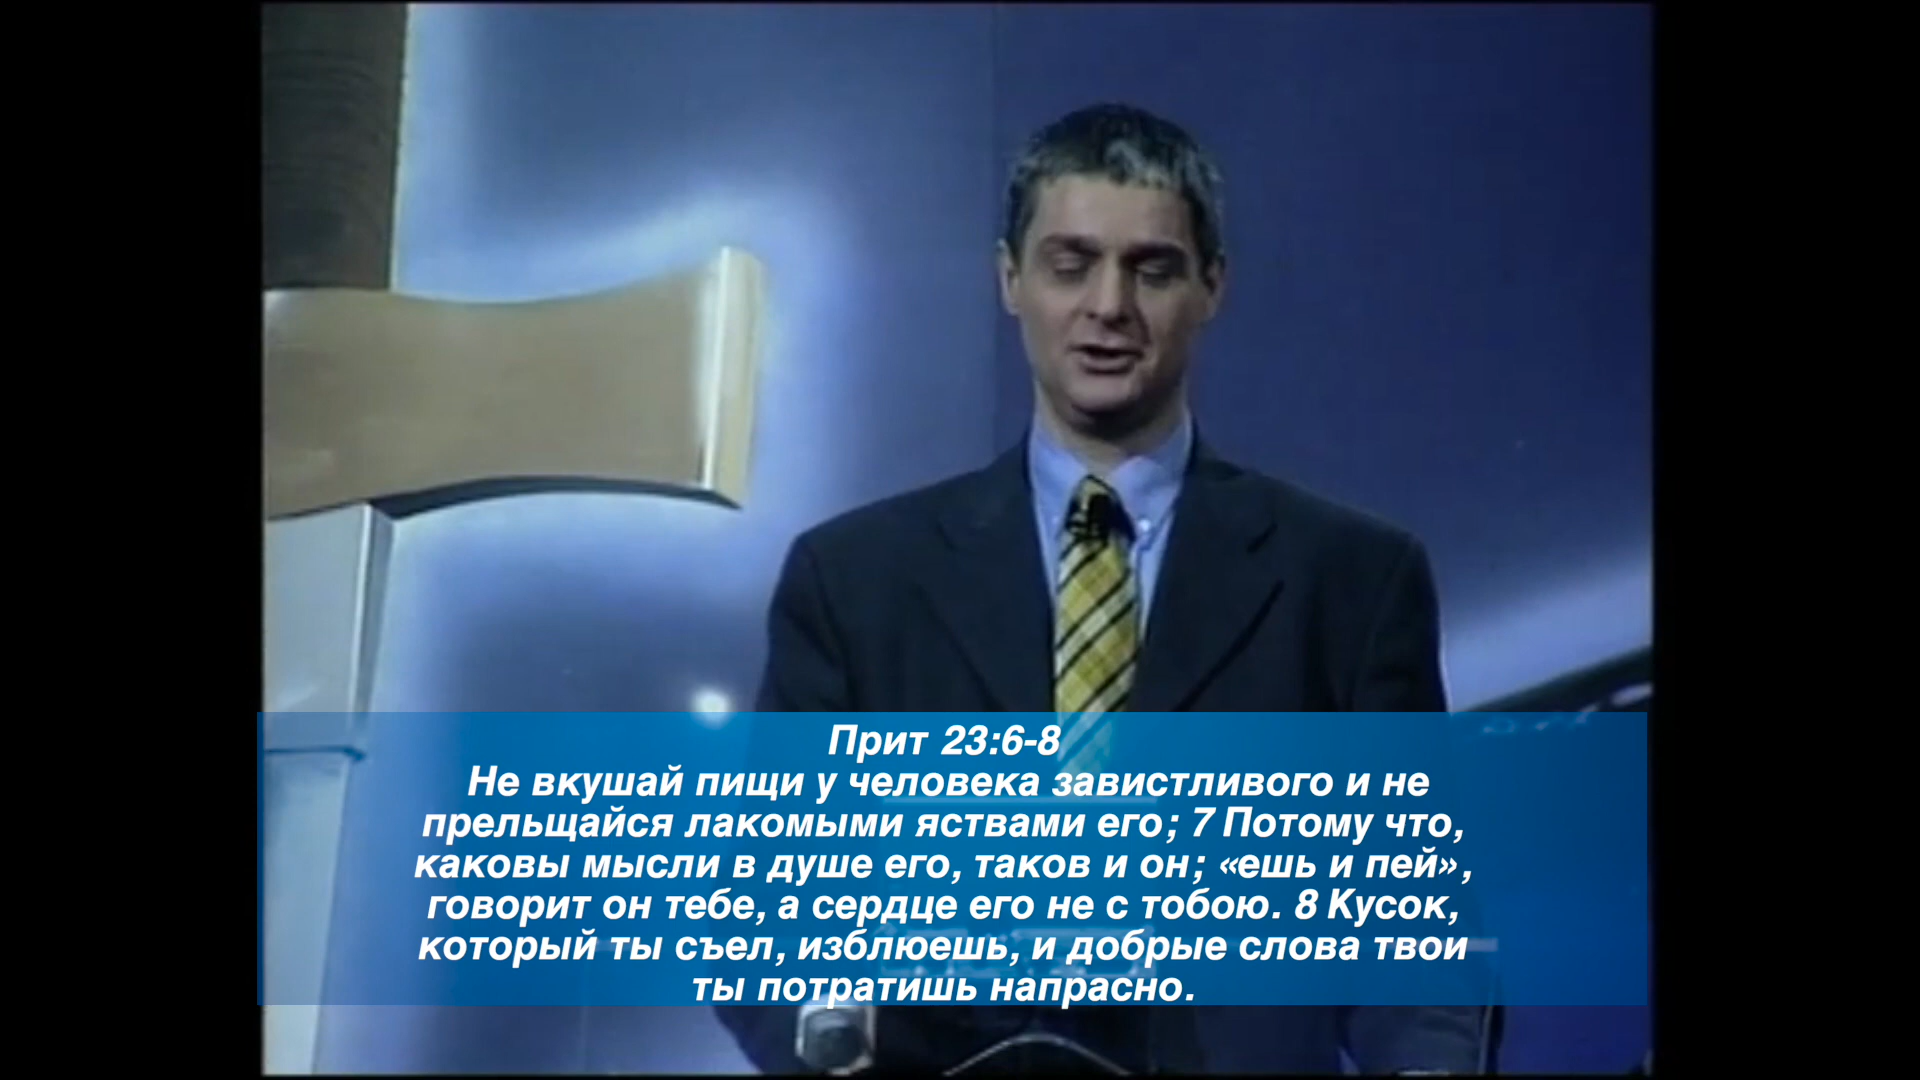 Прит 23:6-8
Не вкушай пищи у человека завистливого и не
прельщайся лакомыми яствами его; 7 Потому что,
каковы мысли в душе его, таков и он; «ешь и пей»,
говорит он тебе, а сердце его не с тобою. 8 Кусок,
который ты съел, изблюешь, и добрые слова твои
ты потратишь напрасно.